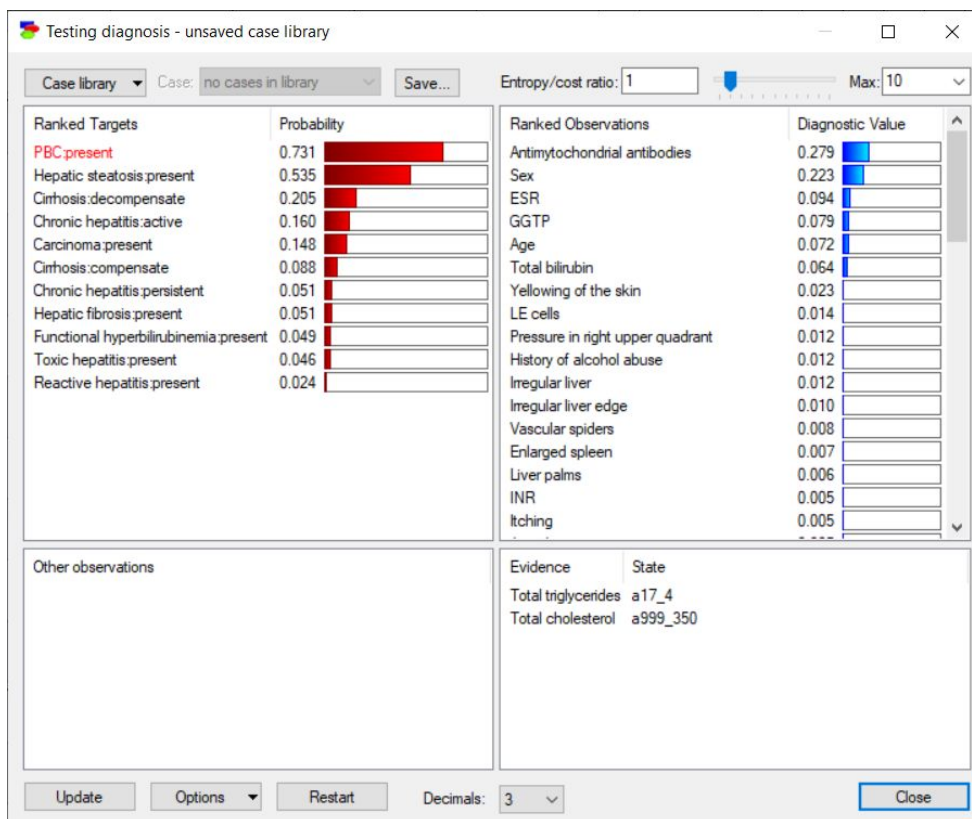 Testing diagnosis - unsaved case library
Case library Case: no cases in library Save... Entropy/cost ratio: 1 Max: 10
Ranked Targets Probability
PBC:present 0.731
Hepatic steatosis:present 0.535
Cirrhosis:decompensate 0.205
Chronic hepatitis:active 0.160
Carcinoma:present 0.148
Cirrhosis:compensate 0.088
Chronic hepatitis:persistent 0.051
Hepatic fibrosis:present 0.051
Functional hyperbilirubinemia:present 0.049
Toxic hepatitis:present 0.046
Reactive hepatitis:present 0.024
Ranked Observations Diagnostic Value
Antimytochondrial antibodies 0.279
Sex 0.223
ESR 0.094
GGTP 0.079
Age 0.072
Total bilirubin 0.064
Yellowing of the skin 0.023
LE cells 0.014
Pressure in right upper quadrant 0.012
History of alcohol abuse 0.012
Irregular liver 0.012
Irregular liver edge 0.010
Vascular spiders 0.008
Enlarged spleen 0.007
Liver palms 0.006
INR 0.005
Itching 0.005
Other observations
Evidence State
Total triglycerides a17_4
Total cholesterol a999_350
Update Options Restart Decimals: 3 Close